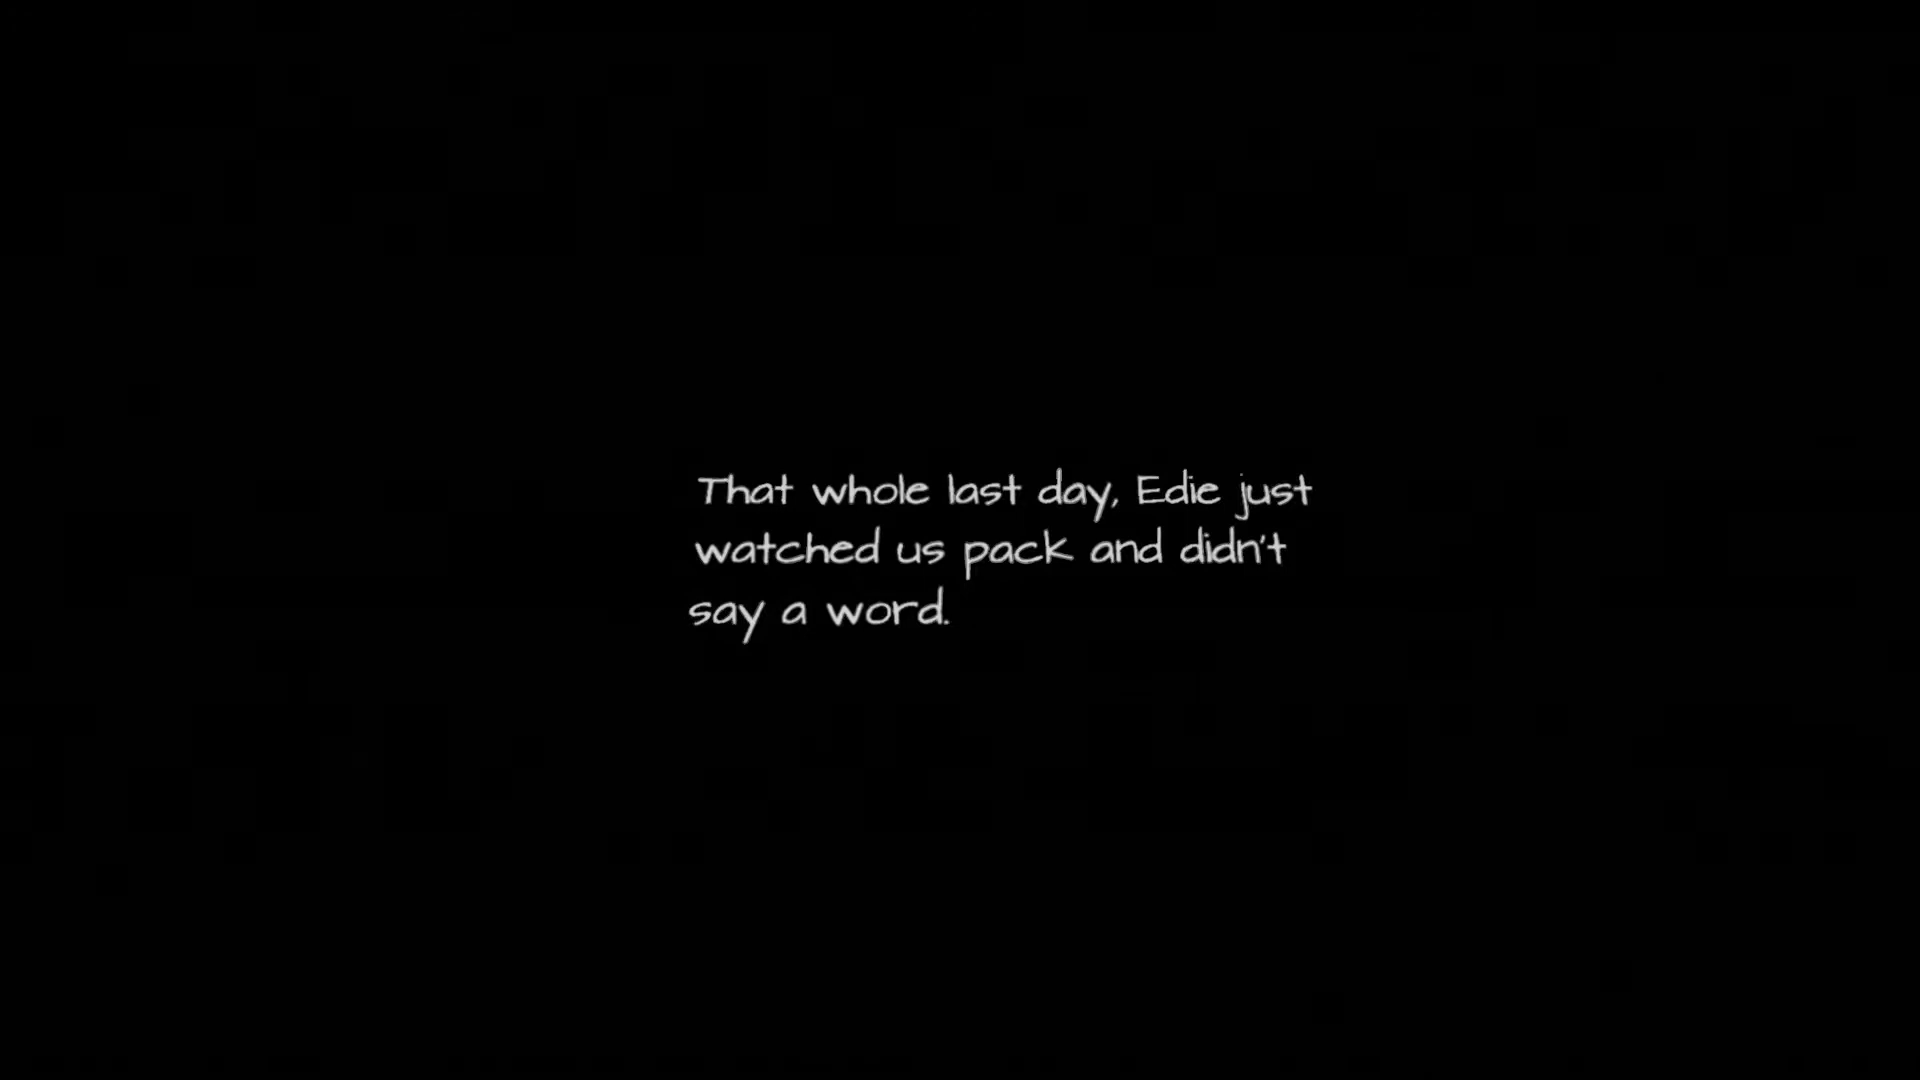 That whole last day, Edie just
watched us pack and didn't
say a word.